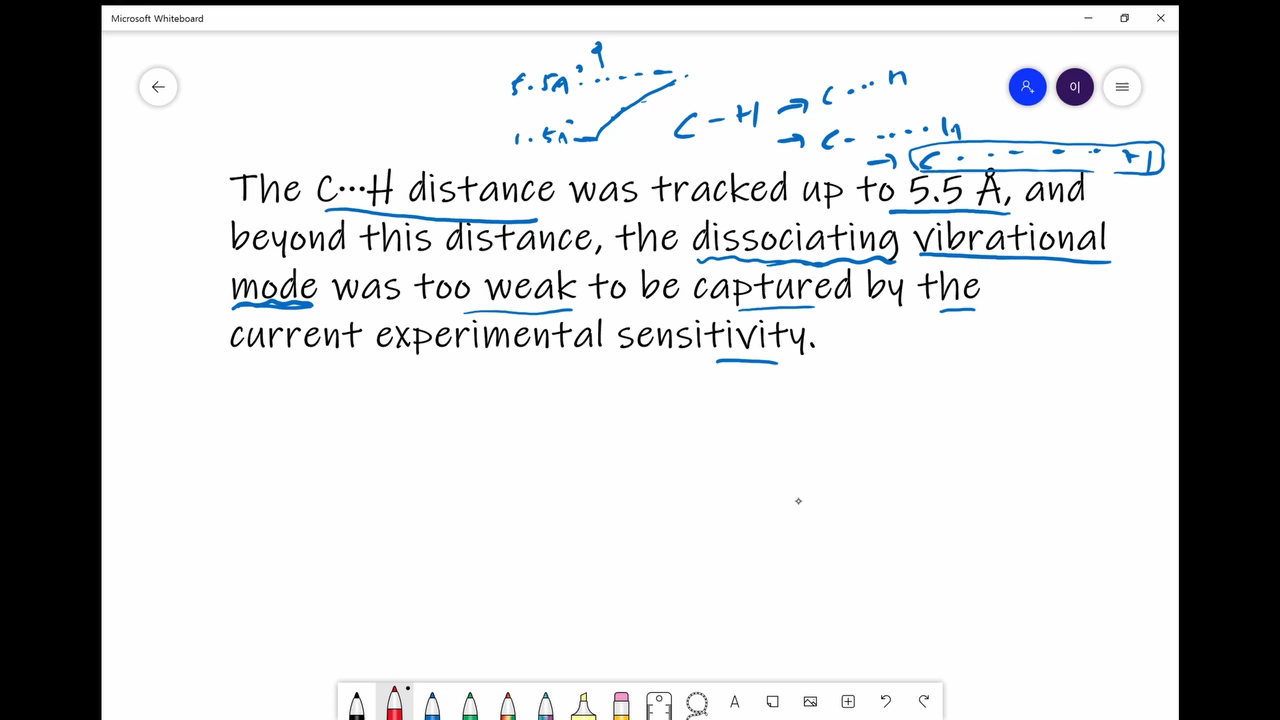 Microsoft Whiteboard
이
5.5Å
1.5Å
C-H → C ... H
→ C- ..... H
→ C . . - - .. H
The C···H distance was tracked up to 5.5 Å, and
beyond this distance, the dissociating vibrational
mode was too weak to be captured by the
current experimental sensitivity.
A